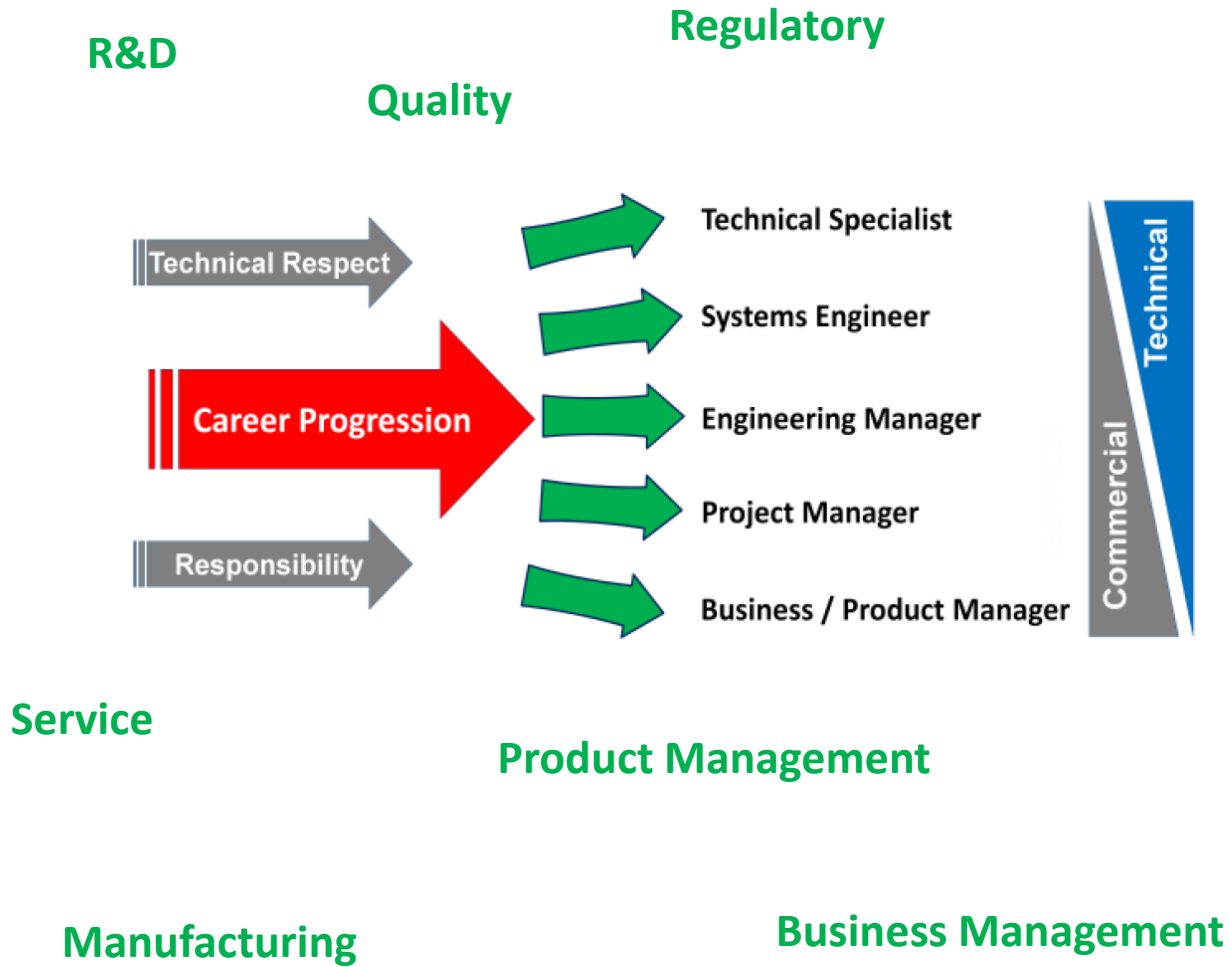 Regulatory
R&D
Quality
Technical Specialist
Technical Respect
Systems Engineer
Career Progression
Engineering Manager
Project Manager
Responsibility
Business / Product Manager
Technical
Commercial
Service
Product Management
Manufacturing
Business Management